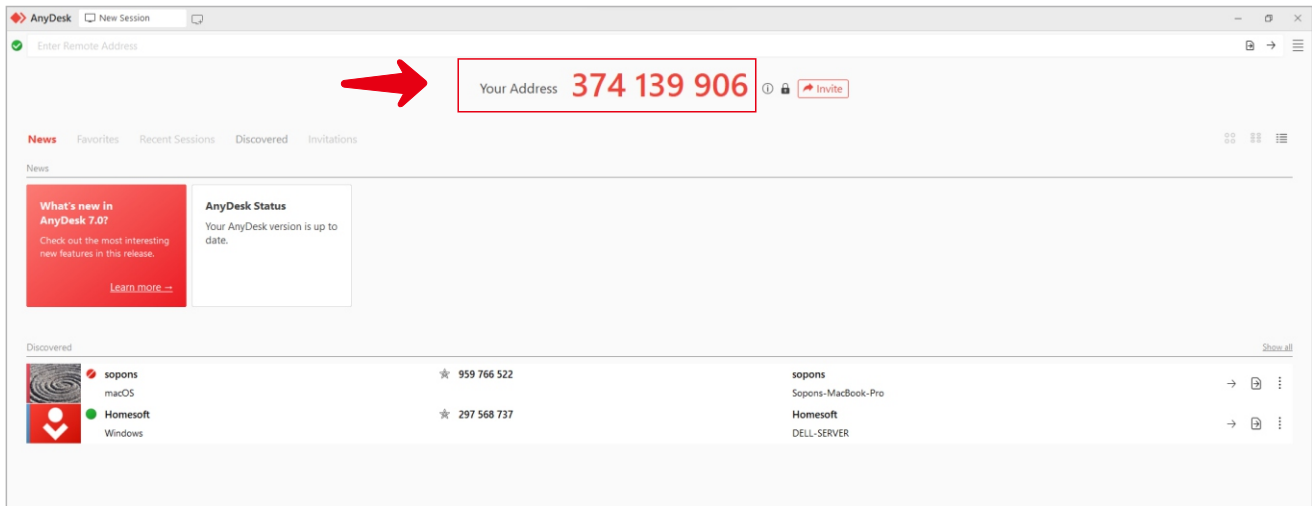 AnyDesk New Session
Enter Remote Address
Your Address 374 139 906 Invite
News Favorites Recent Sessions Discovered Invitations
News
What's new in
AnyDesk 7.0?
Check out the most interesting
new features in this release.
Learn more →
AnyDesk Status
Your AnyDesk version is up to
date.
Discovered Show all
sopons 959 766 522 sopons
macOS Sopons-MacBook-Pro
Homesoft 297 568 737 Homesoft
Windows DELL-SERVER